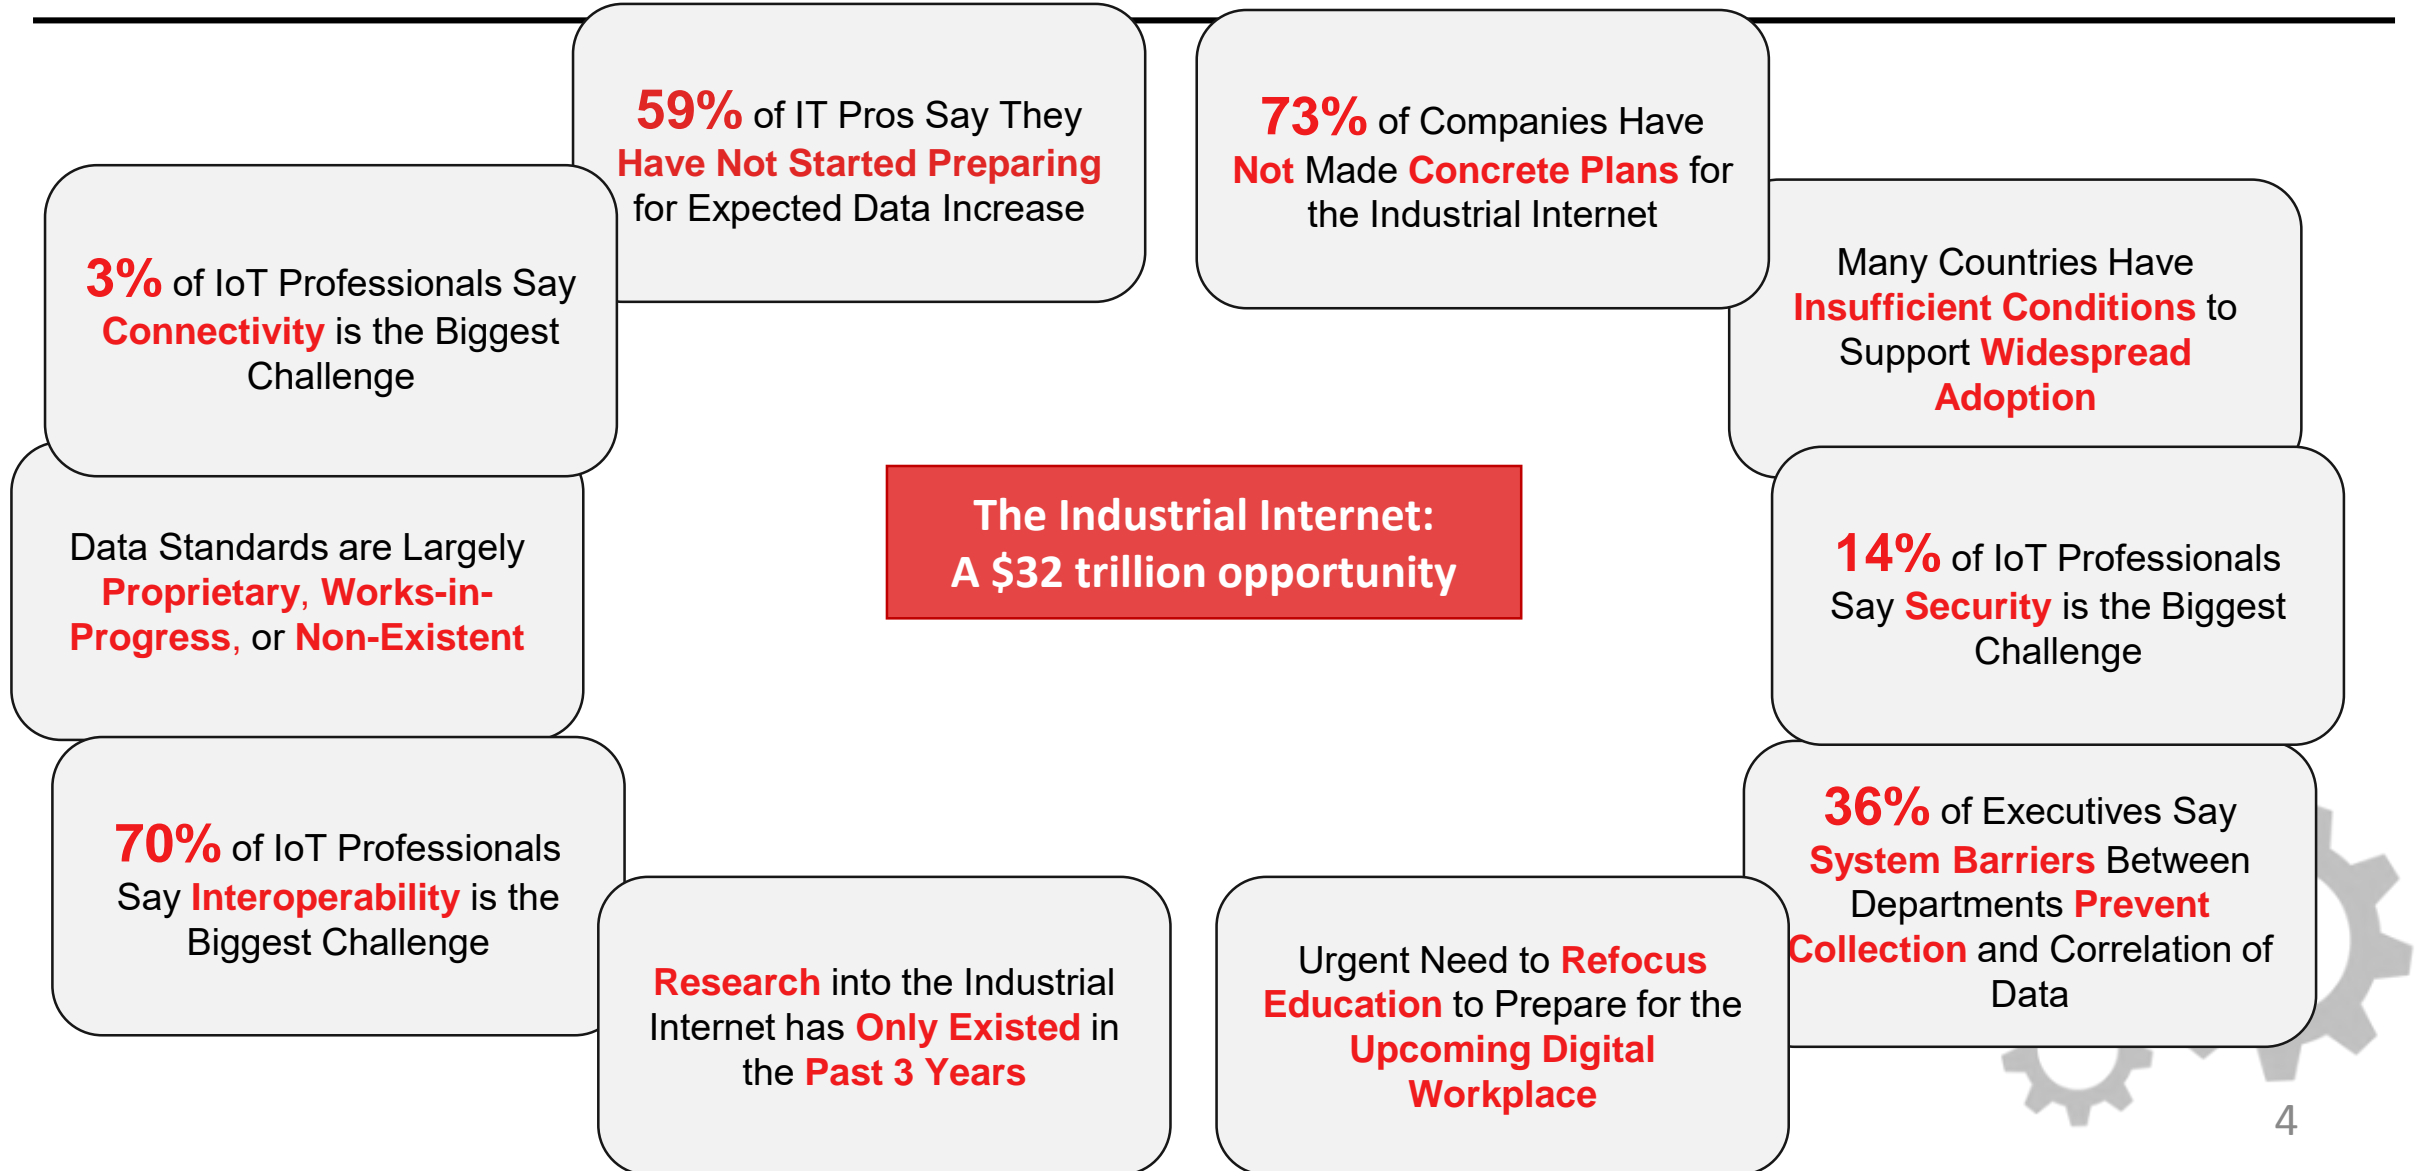 59% of IT Pros Say They
Have Not Started Preparing
for Expected Data Increase
73% of Companies Have
Not Made Concrete Plans for
the Industrial Internet
3% of IoT Professionals Say
Connectivity is the Biggest
Challenge
Many Countries Have
Insufficient Conditions to
Support Widespread
Adoption
The Industrial Internet:
A $32 trillion opportunity
Data Standards are Largely
Proprietary, Works-in-
Progress, or Non-Existent
14% of IoT Professionals
Say Security is the Biggest
Challenge
70% of IoT Professionals
Say Interoperability is the
Biggest Challenge
36% of Executives Say
System Barriers Between
Departments Prevent
Collection and Correlation of
Data
Research into the Industrial
Internet has Only Existed in
the Past 3 Years
Urgent Need to Refocus
Education to Prepare for the
Upcoming Digital
Workplace
4